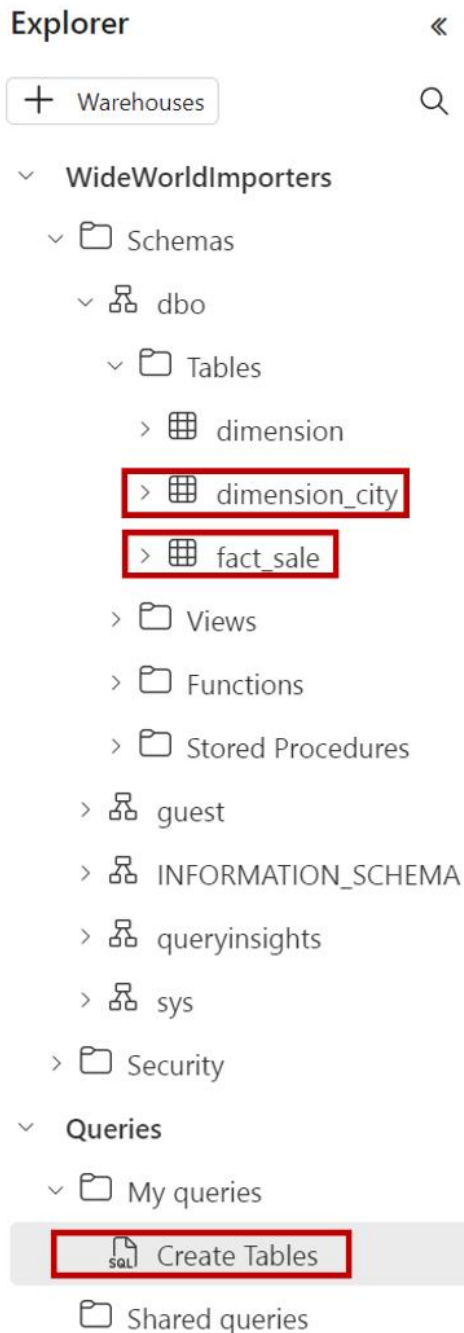 Explorer
Warehouses
WideWorldImporters
Schemas
dbo
Tables
dimension
dimension_city
fact_sale
Views
Functions
Stored Procedures
guest
INFORMATION_SCHEMA
queryinsights
sys
Security
Queries
My queries
SQL Create Tables
Shared queries